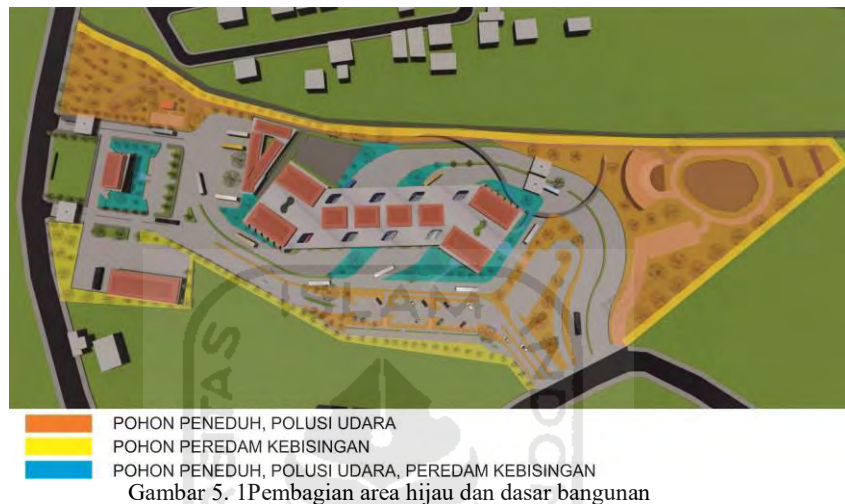 ISLAM
POHON PENEDUH, POLUSI UDARA
POHON PEREDAM KEBISINGAN
POHON PENEDUH, POLUSI UDARA, PEREDAM KEBISINGAN
Gambar 5. 1Pembagian area hijau dan dasar bangunan